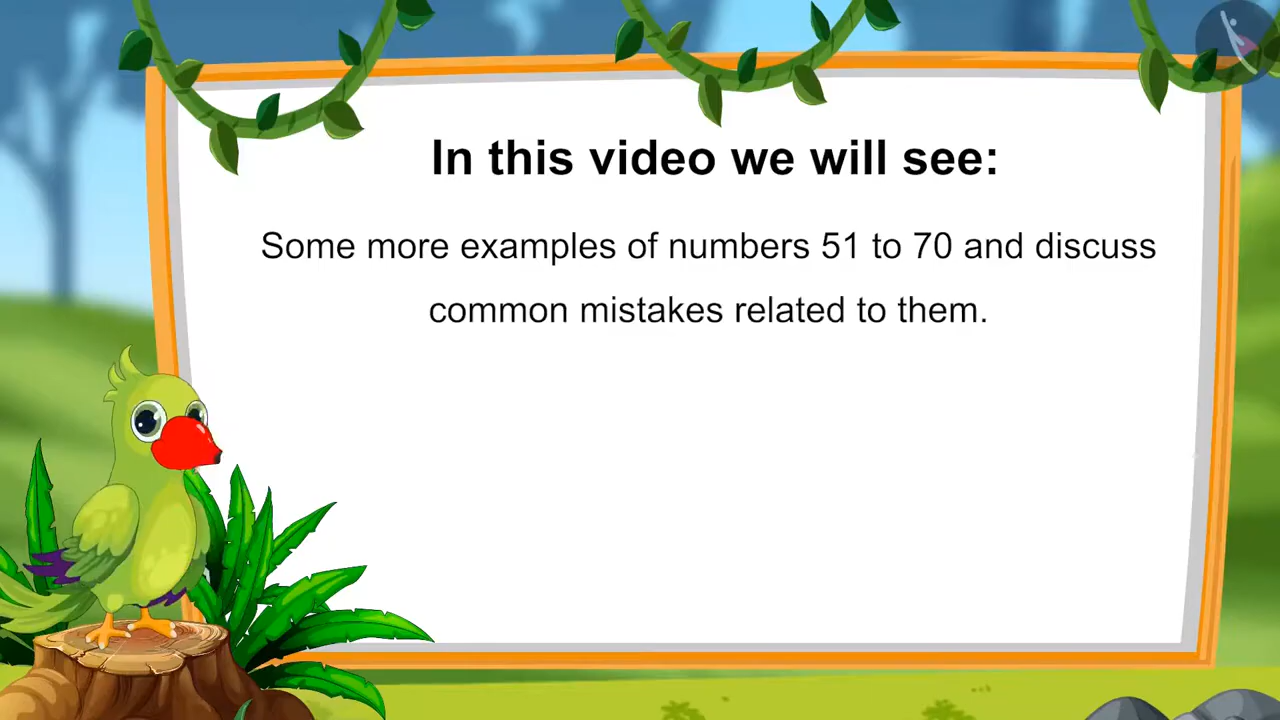 In this video we will see:
Some more examples of numbers 51 to 70 and discuss
common mistakes related to them.